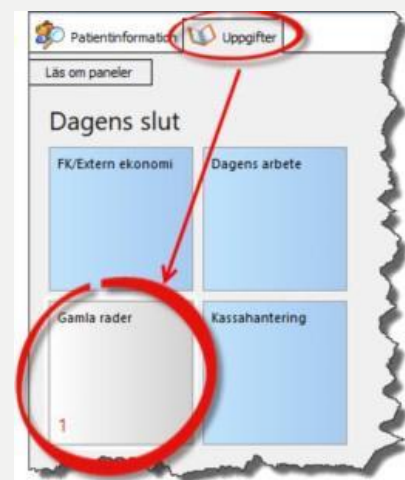 Patientinformation Uppgifter
Läs om paneler
Dagens slut
FK/Extern ekonomi Dagens arbete
Gamla rader Kassahantering
1